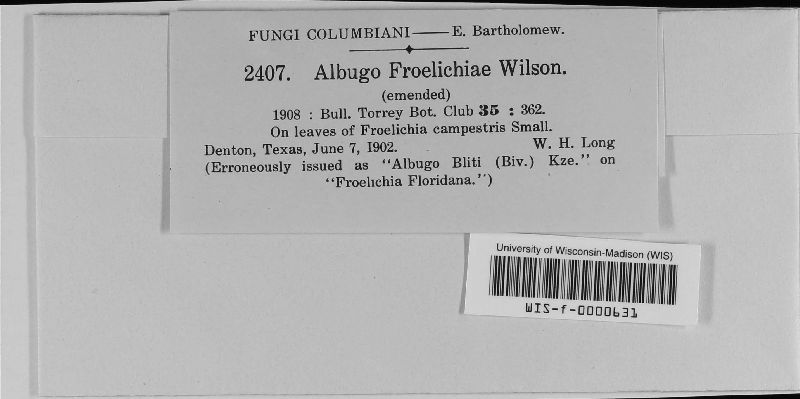 FUNGI COLUMBIANI—E. Bartholomew.
2407. Albugo Froelichiae Wilson.
(emended)
1908 : Bull. Torrey Bot. Club 35 : 362.
On leaves of Froelichia campestris Small.
Denton, Texas, June 7, 1902. W. H. Long
(Erroneously issued as "Albugo Bliti (Biv.) Kze." on
"Froelichia Floridana.")
University of Wisconsin-Madison (WIS)
WIS-f-0000631